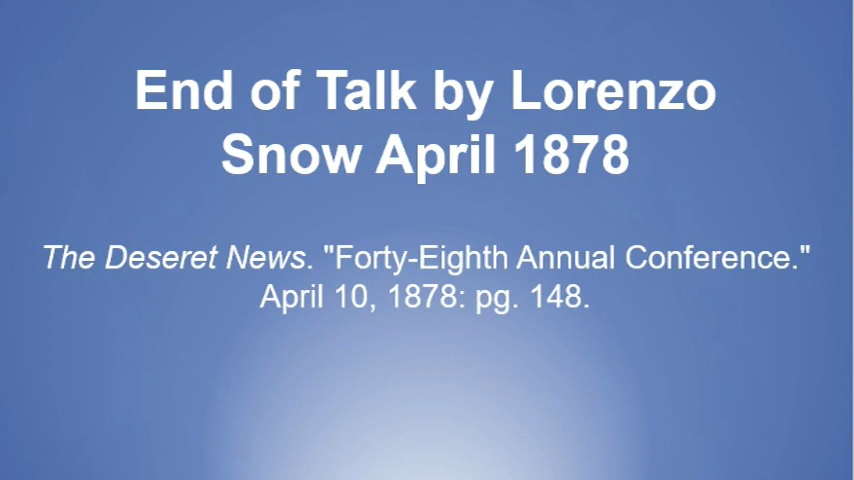 End of Talk by Lorenzo
Snow April 1878
The Deseret News. "Forty-Eighth Annual Conference."
April 10, 1878: pg. 148.